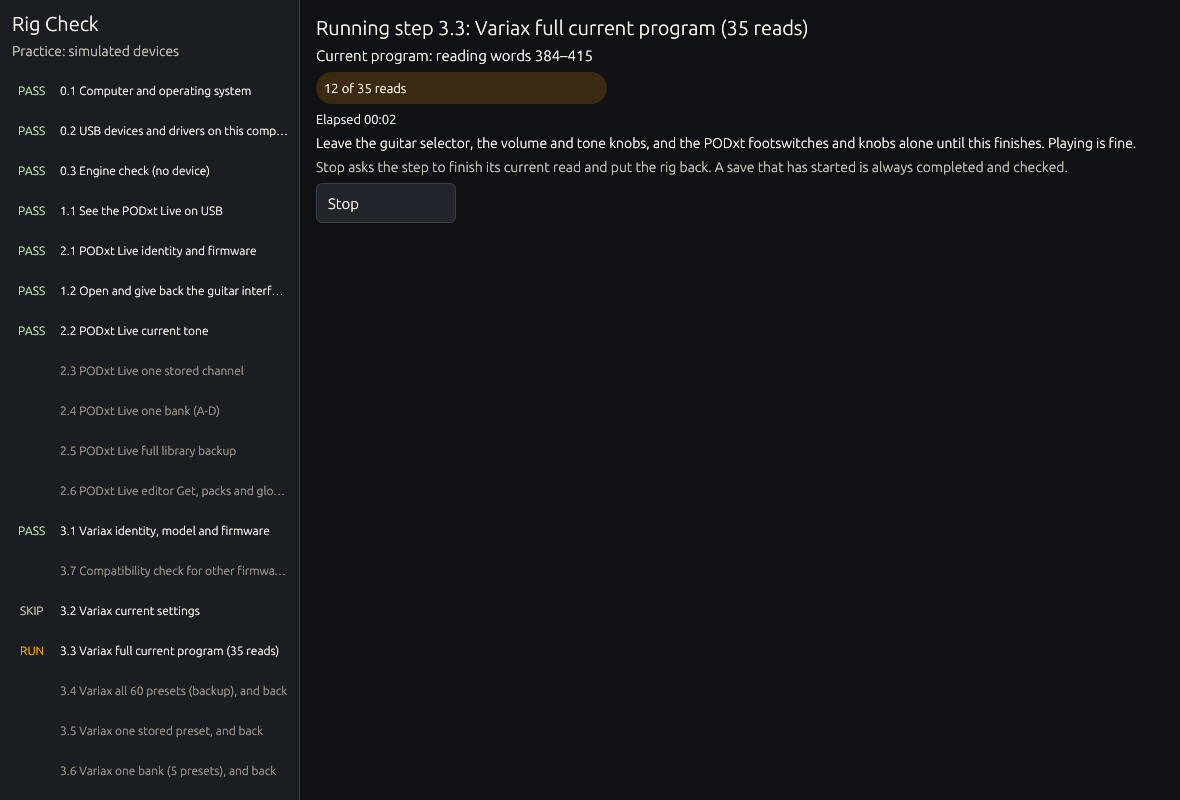 Rig Check
Practice: simulated devices
PASS 0.1 Computer and operating system
PASS 0.2 USB devices and drivers on this comp…
PASS 0.3 Engine check (no device)
PASS 1.1 See the PODxt Live on USB
PASS 2.1 PODxt Live identity and firmware
PASS 1.2 Open and give back the guitar interf…
PASS 2.2 PODxt Live current tone
2.3 PODxt Live one stored channel
2.4 PODxt Live one bank (A-D)
2.5 PODxt Live full library backup
2.6 PODxt Live editor Get, packs and glo…
PASS 3.1 Variax identity, model and firmware
3.7 Compatibility check for other firmwa…
SKIP 3.2 Variax current settings
RUN 3.3 Variax full current program (35 reads)
3.4 Variax all 60 presets (backup), and back
3.5 Variax one stored preset, and back
3.6 Variax one bank (5 presets), and back
Running step 3.3: Variax full current program (35 reads)
Current program: reading words 384–415
12 of 35 reads
Elapsed 00:02
Leave the guitar selector, the volume and tone knobs, and the PODxt footswitches and knobs alone until this finishes. Playing is fine.
Stop asks the step to finish its current read and put the rig back. A save that has started is always completed and checked.
Stop